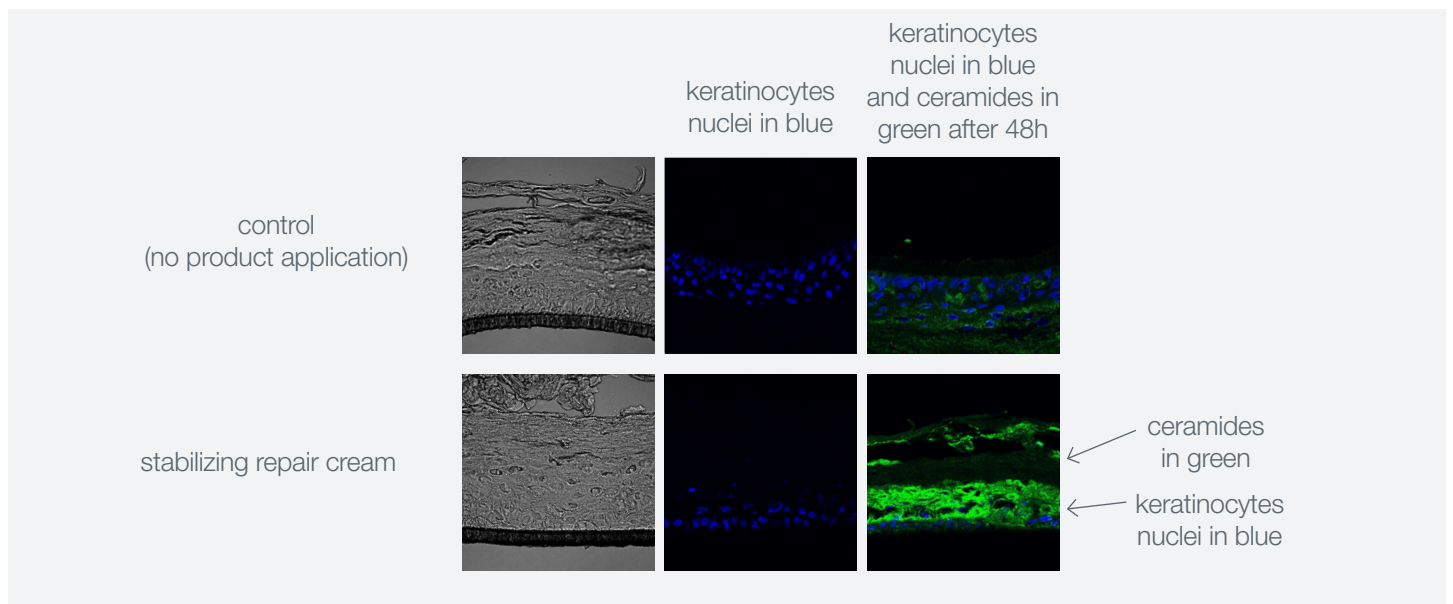 keratinocytes
nuclei in blue
keratinocytes
nuclei in blue
and ceramides in
green after 48h
control
(no product application)
stabilizing repair cream
ceramides
in green
keratinocytes
nuclei in blue